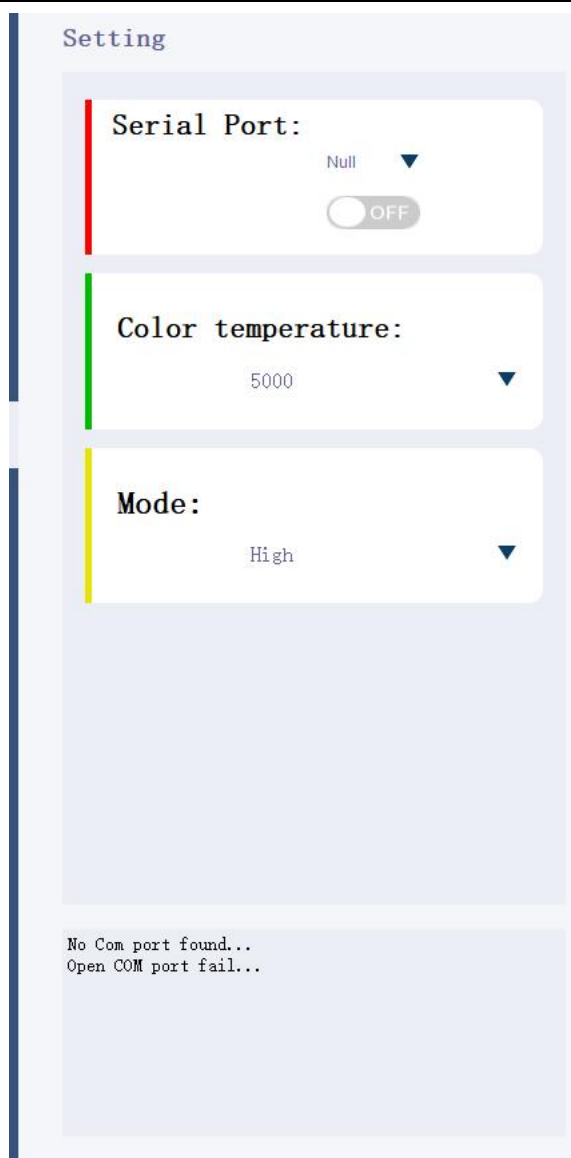 Setting
Serial Port:
Null
OFF
Color temperature:
5000
Mode:
High
No Com port found...
Open COM port fail...